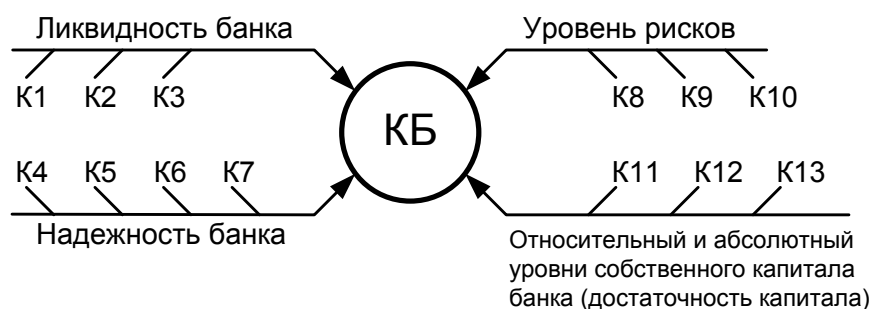 Ликвидность банка
Уровень рисков
К1 К2 К3
К8 К9 К10
КБ
К4 К5 К6 К7
К11 К12 К13
Надежность банка
Относительный и абсолютный
уровни собственного капитала
банка (достаточность капитала)